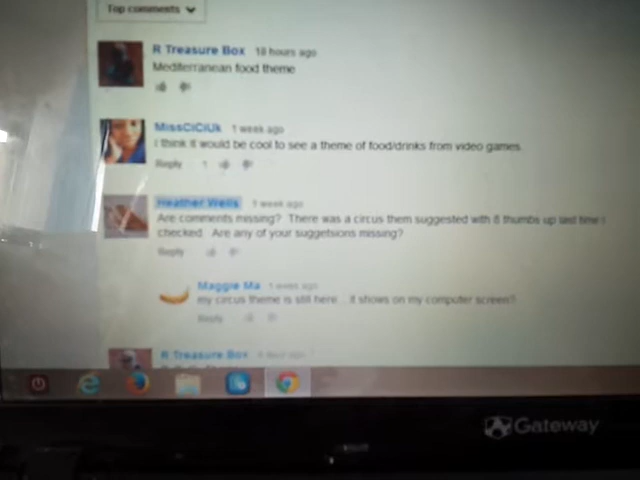 Top comments
R Treasure Box 18 hours ago
Mediterranean food theme
MissCiCiUk 1 week ago
I think it would be cool to see a theme of food/drinks from video games.
Reply 1
Heather Wells 1 week ago
Are comments missing? There was a circus them suggested with 8 thumbs up last time I
checked. Are any of your suggetsions missing?
Reply
Maggie Ma 1 week ago
my circus theme is still here... it shows on my computer screen?
Reply
R Treasure Box
Gateway